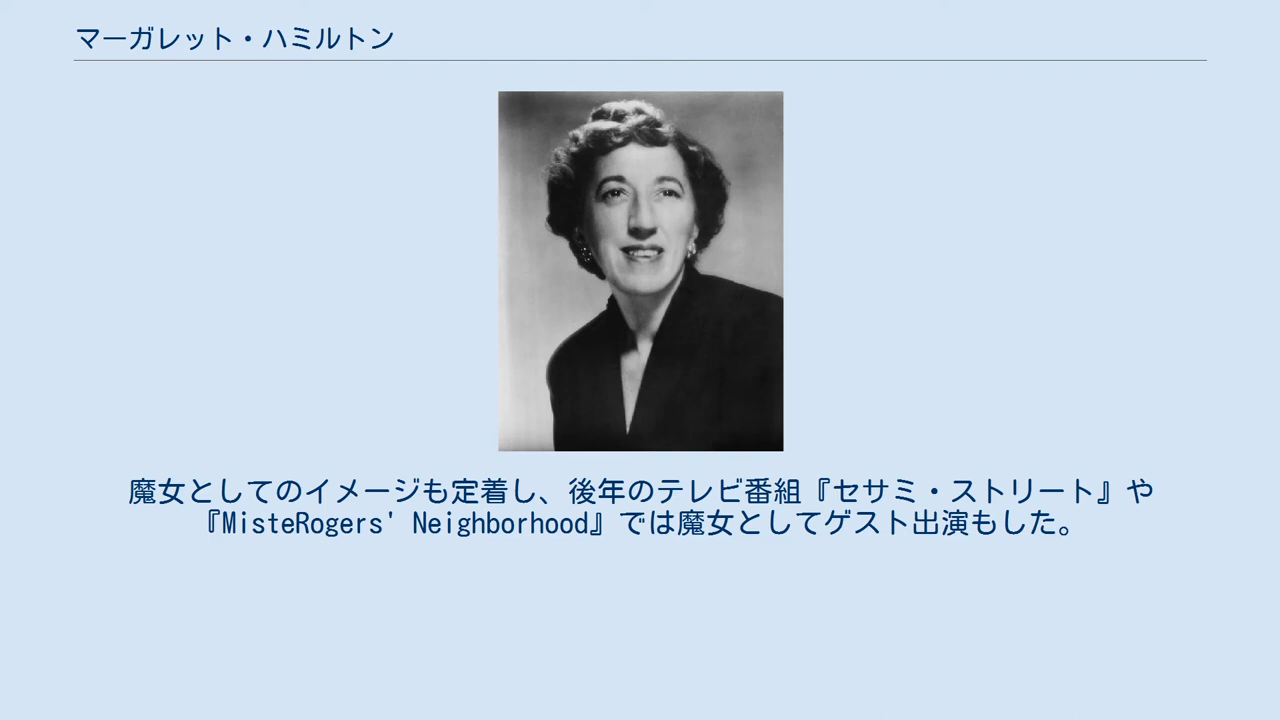 マーガレット・ハミルトン
魔女としてのイメージも定着し、後年のテレビ番組『セサミ・ストリート』や
『MisteRogers' Neighborhood』では魔女としてゲスト出演もした。